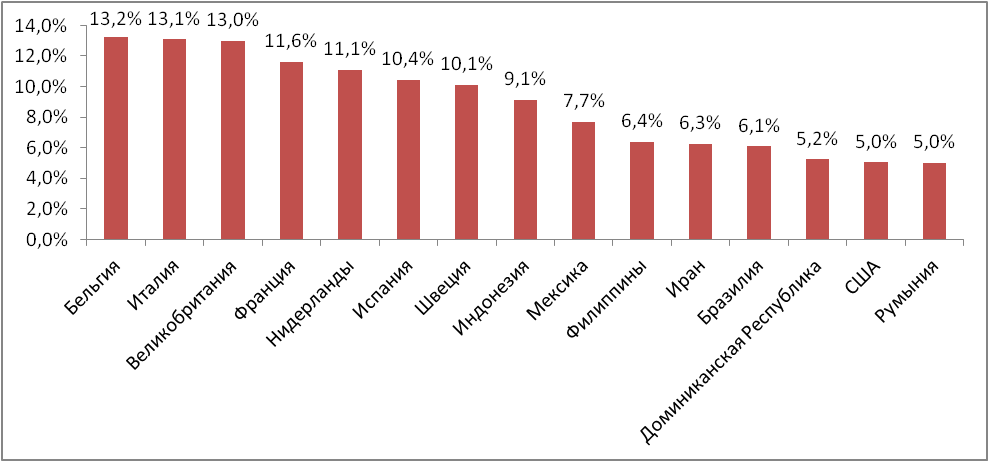 14,0%
12,0%
10,0%
8,0%
6,0%
4,0%
2,0%
0,0%
13,2%
13,1%
13,0%
11,6%
11,1%
10,4%
10,1%
9,1%
7,7%
6,4%
6,3%
6,1%
5,2%
5,0%
5,0%
Бельгия
Италия
Великобритания
Франция
Нидерланды
Испания
Швеция
Индонезия
Мексика
Филиппины
Иран
Бразилия
Доминиканская Республика
США
Румыния